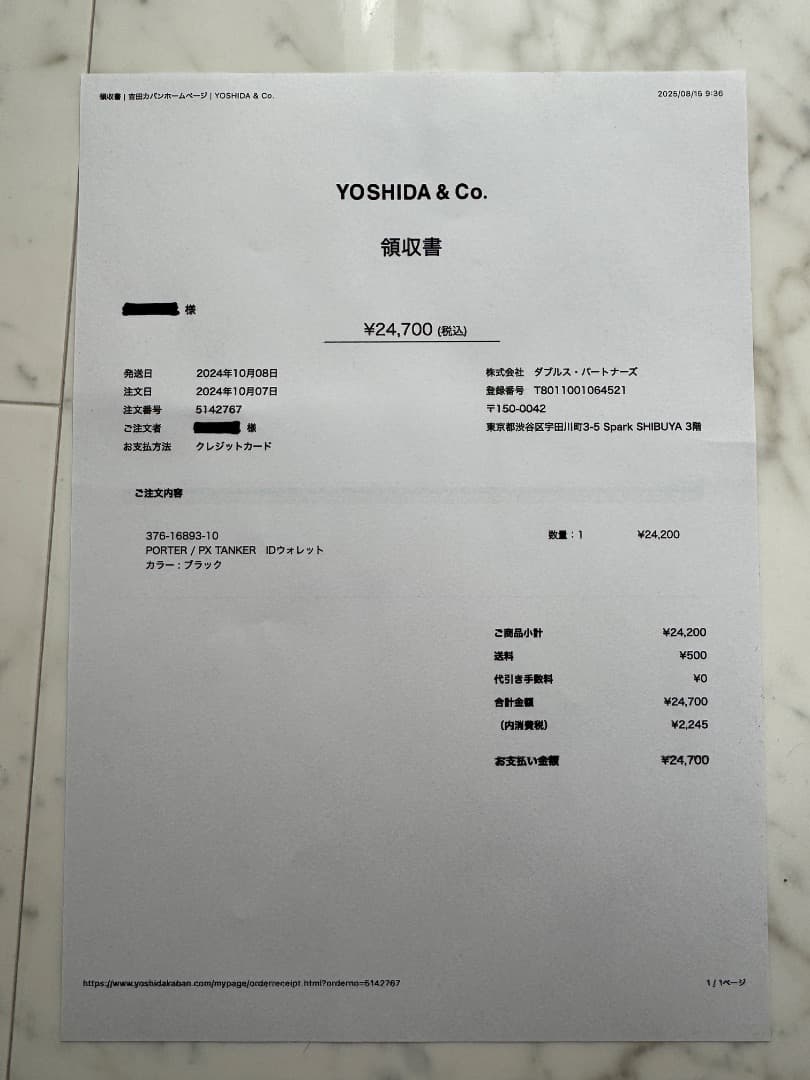 領収書 | 吉田カバンホームページ | YOSHIDA & Co.
2025/08/15 9:36
YOSHIDA & Co.
領収書
様
¥24,700 (税込)
発送日 2024年10月08日
注文日 2024年10月07日
注文番号 5142767
ご注文者 様
お支払方法 クレジットカード
株式会社 ダブルス・パートナーズ
登録番号 T8011001064521
〒150-0042
東京都渋谷区宇田川町3-5 Spark SHIBUYA 3階
ご注文内容
376-16893-10 数量：1 ¥24,200
PORTER / PX TANKER IDウォレット
カラー：ブラック
ご商品小計 ¥24,200
送料 ¥500
代引き手数料 ¥0
合計金額 ¥24,700
（内消費税） ¥2,245
お支払い金額 ¥24,700
https://www.yoshidakaban.com/mypage/orderreceipt.html?orderno=5142767
1 / 1ページ